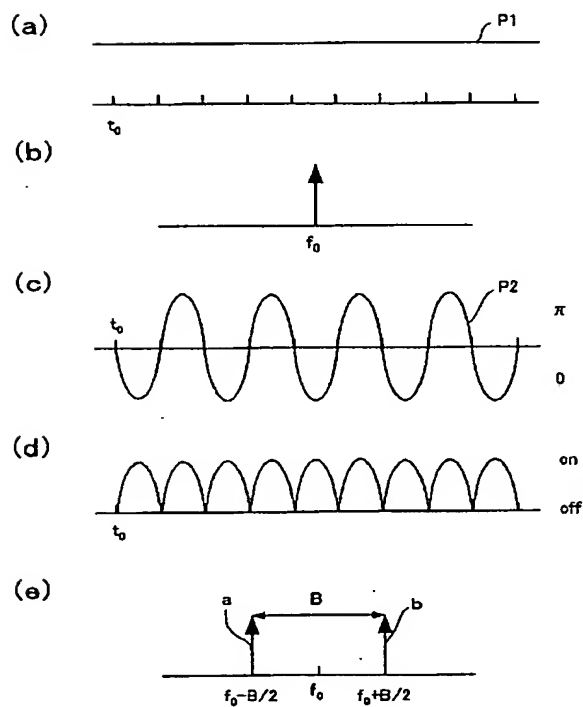 (a)
P1
t₀
(b)
f₀
(c)
P2
t₀
π
0
(d)
on
off
t₀
(e)
a
B
b
f₀-B/2
f₀
f₀+B/2